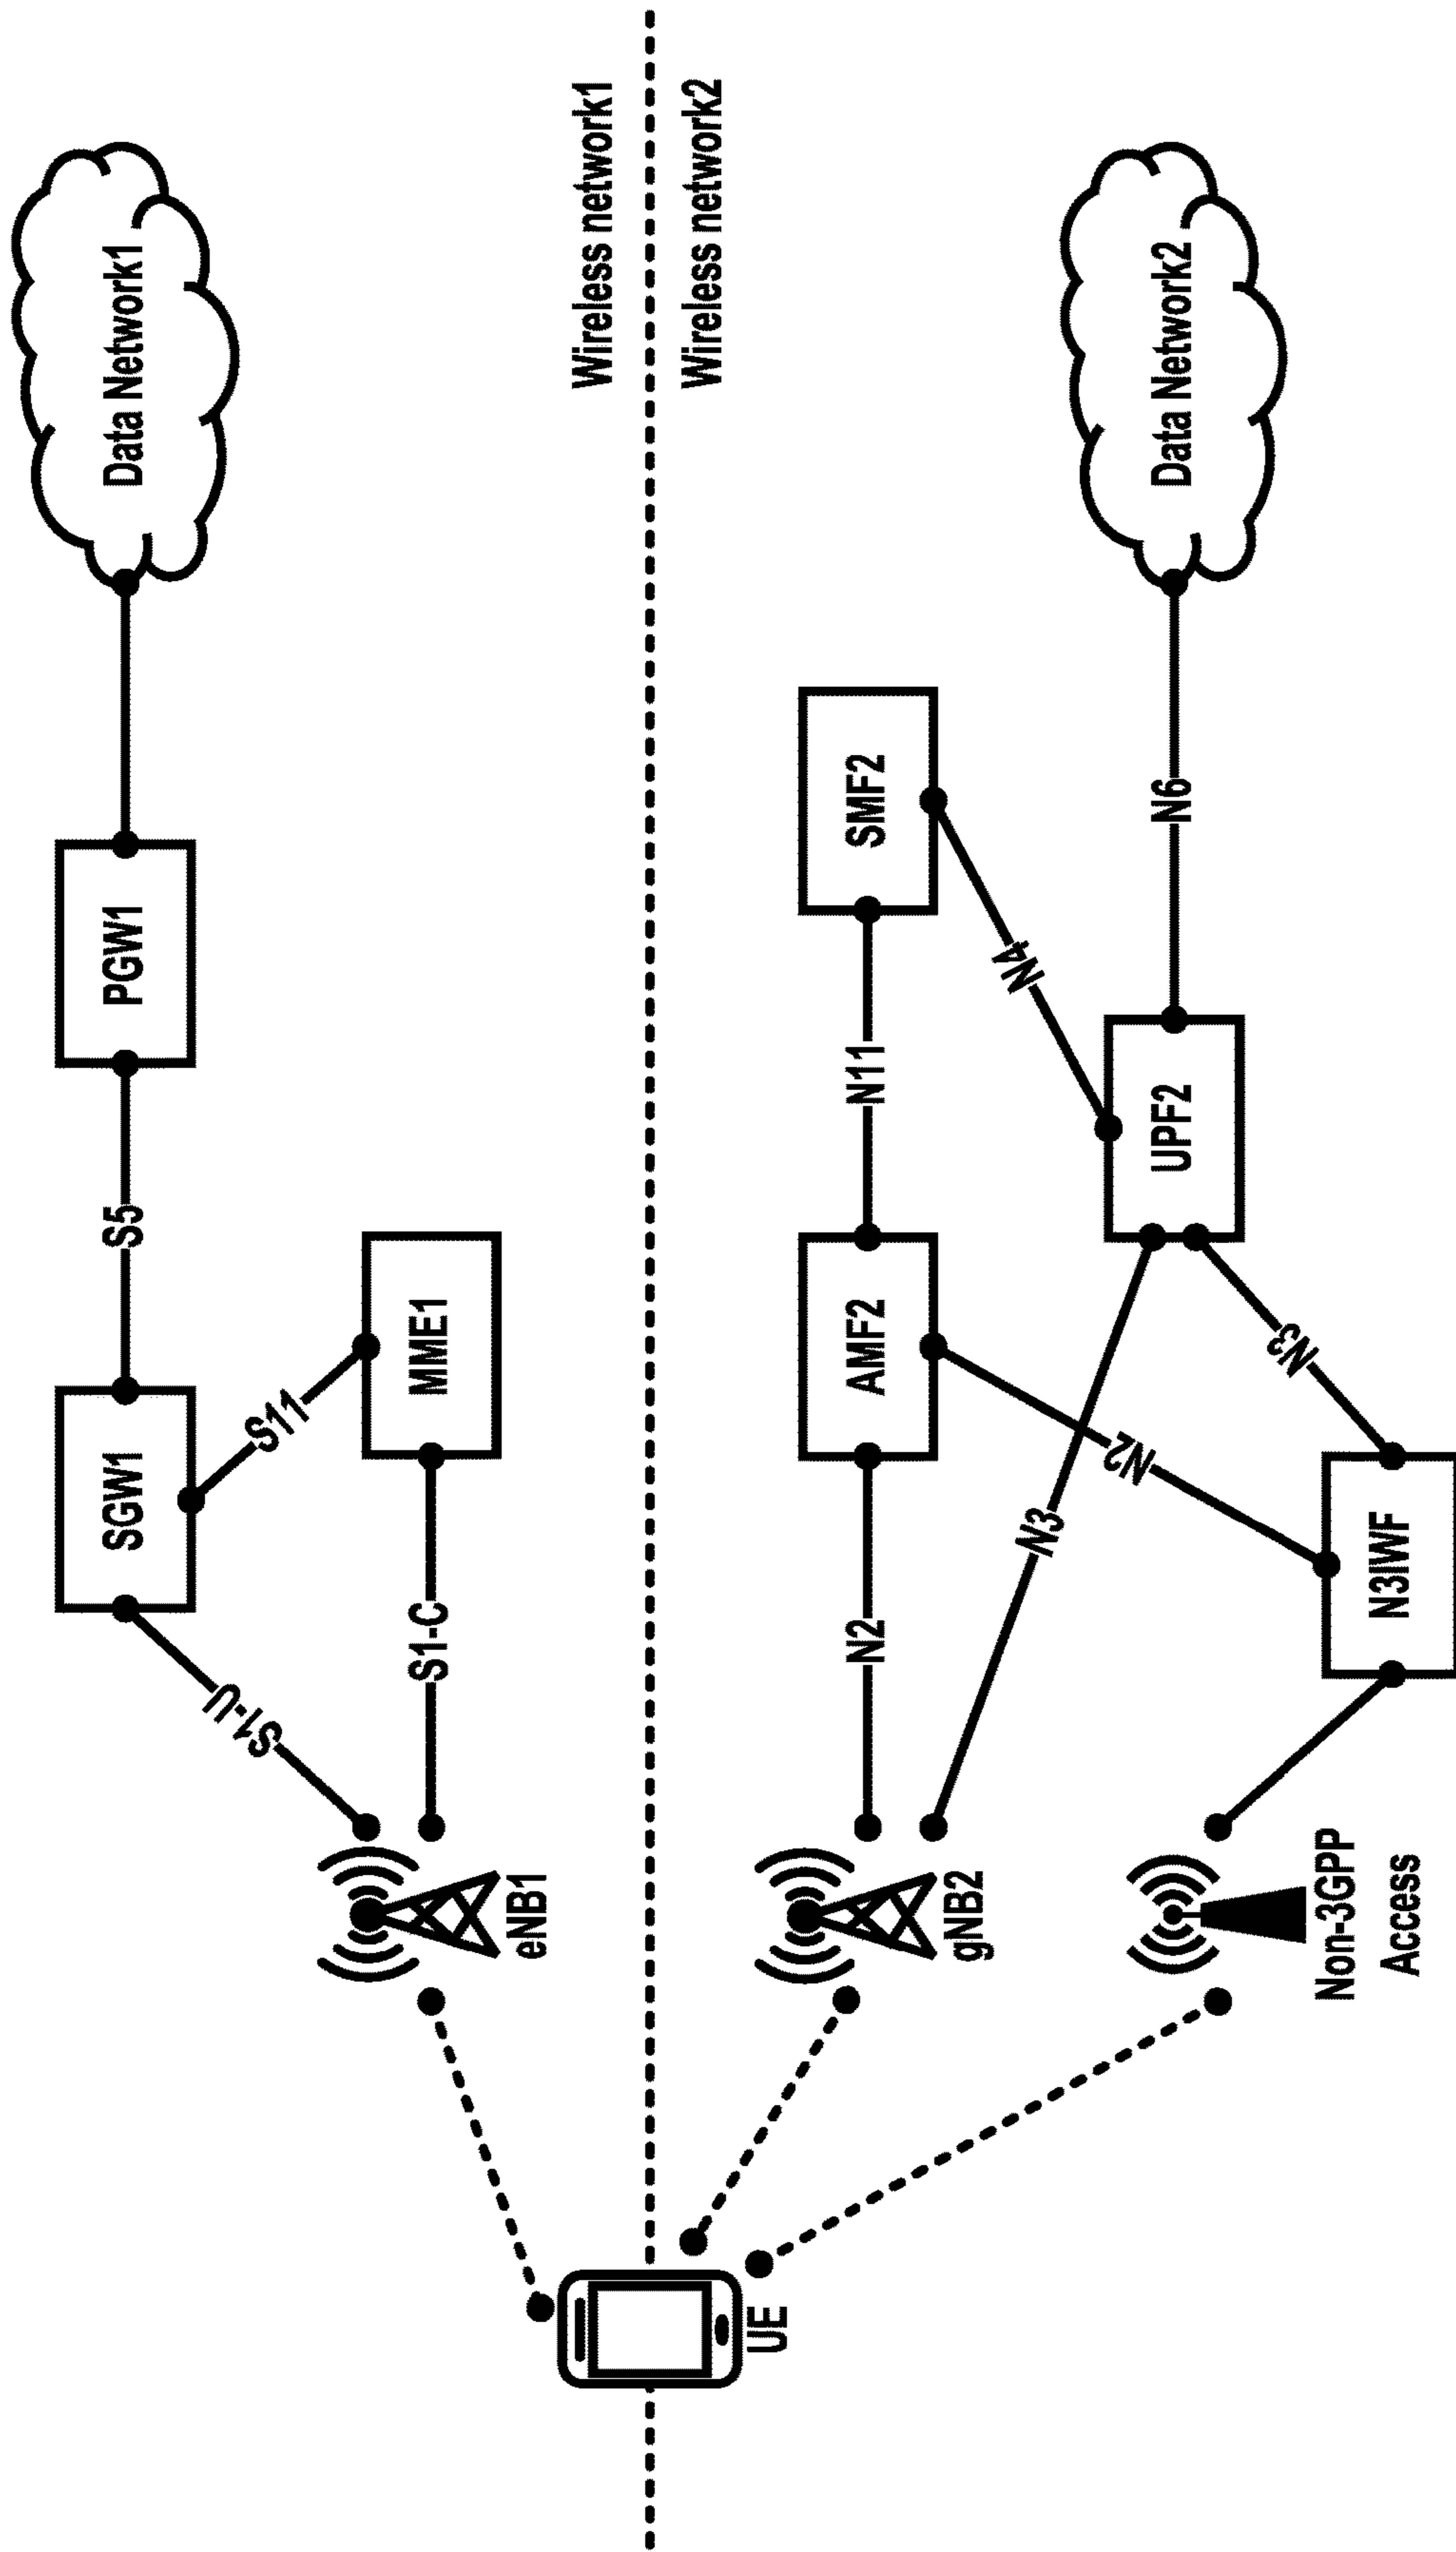 Data Network1
PGW1
S5
SGW1
S11
MME1
S1-U
S1-C
eNB1
Wireless network1
Wireless network2
UE
gNB2
N2
AMF2
N11
SMF2
N4
N3
N2
UPF2
N6
Data Network2
N3
N3IWF
Non-3GPP
Access